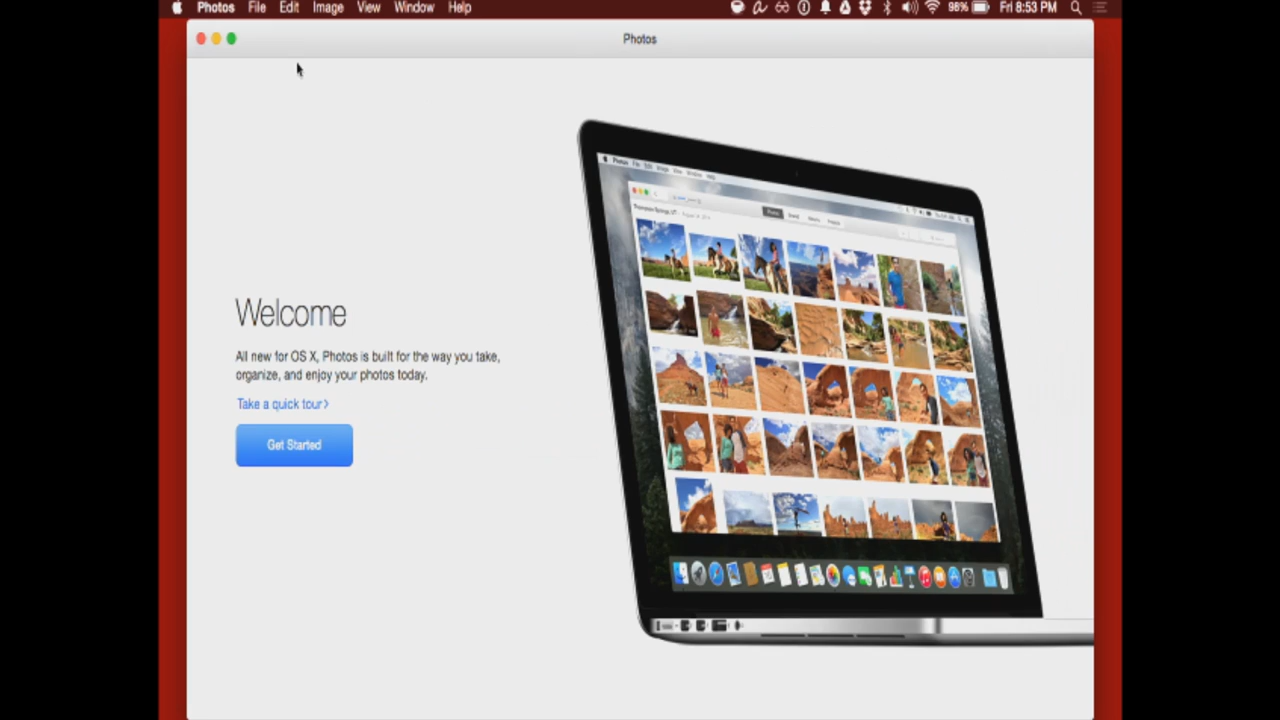 Photos File Edit Image View Window Help 98% Fri 8:53 PM
Photos
Welcome
All new for OS X, Photos is built for the way you take,
organize, and enjoy your photos today.
Take a quick tour›
Get Started